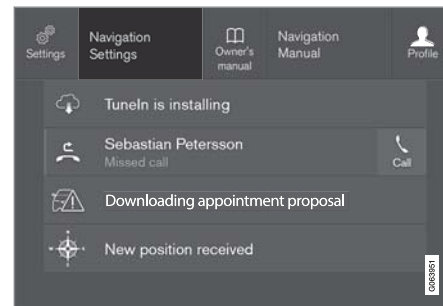 Settings
Navigation
Settings
Owner's
manual
Navigation
Manual
Profile
TuneIn is installing
Sebastian Petersson
Missed call
Call
Downloading appointment proposal
New position received
G063951